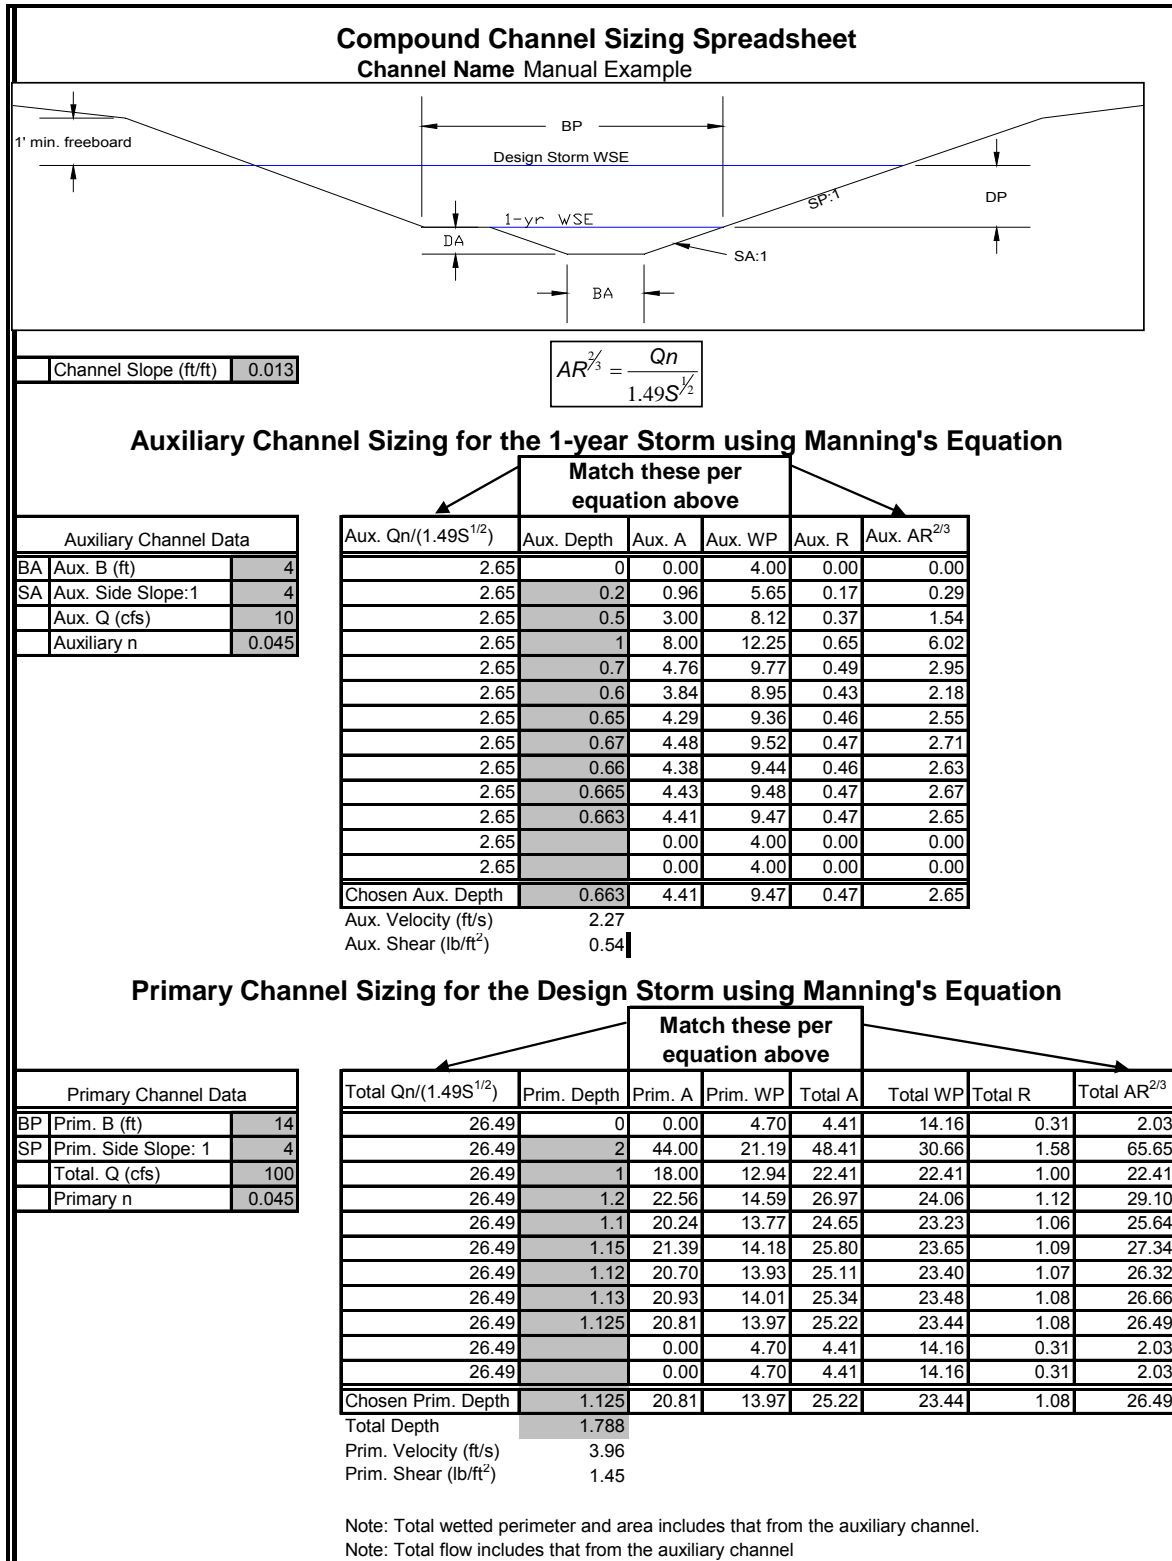 Compound Channel Sizing Spreadsheet
Channel Name Manual Example
1' min. freeboard
BP
Design Storm WSE
SP:1
DP
1-yr WSE
DA
SA:1
BA
Channel Slope (ft/ft) 0.013
AR^2/3 = Qn / 1.49S^1/2
Auxiliary Channel Sizing for the 1-year Storm using Manning's Equation
Match these per
equation above
Auxiliary Channel Data
BA Aux. B (ft) 4
SA Aux. Side Slope:1 4
Aux. Q (cfs) 10
Auxiliary n 0.045
Aux. Qn/(1.49S^1/2) Aux. Depth Aux. A Aux. WP Aux. R Aux. AR^2/3
2.65 0 0.00 4.00 0.00 0.00
2.65 0.2 0.96 5.65 0.17 0.29
2.65 0.5 3.00 8.12 0.37 1.54
2.65 1 8.00 12.25 0.65 6.02
2.65 0.7 4.76 9.77 0.49 2.95
2.65 0.6 3.84 8.95 0.43 2.18
2.65 0.65 4.29 9.36 0.46 2.55
2.65 0.67 4.48 9.52 0.47 2.71
2.65 0.66 4.38 9.44 0.46 2.63
2.65 0.665 4.43 9.48 0.47 2.67
2.65 0.663 4.41 9.47 0.47 2.65
2.65 0.00 4.00 0.00 0.00
2.65 0.00 4.00 0.00 0.00
Chosen Aux. Depth 0.663 4.41 9.47 0.47 2.65
Aux. Velocity (ft/s) 2.27
Aux. Shear (lb/ft^2) 0.54
Primary Channel Sizing for the Design Storm using Manning's Equation
Match these per
equation above
Primary Channel Data
BP Prim. B (ft) 14
SP Prim. Side Slope: 1 4
Total. Q (cfs) 100
Primary n 0.045
Total Qn/(1.49S^1/2) Prim. Depth Prim. A Prim. WP Total A Total WP Total R Total AR^2/3
26.49 0 0.00 4.70 4.41 14.16 0.31 2.03
26.49 2 44.00 21.19 48.41 30.66 1.58 65.65
26.49 1 18.00 12.94 22.41 22.41 1.00 22.41
26.49 1.2 22.56 14.59 26.97 24.06 1.12 29.10
26.49 1.1 20.24 13.77 24.65 23.23 1.06 25.64
26.49 1.15 21.39 14.18 25.80 23.65 1.09 27.34
26.49 1.12 20.70 13.93 25.11 23.40 1.07 26.32
26.49 1.13 20.93 14.01 25.34 23.48 1.08 26.66
26.49 1.125 20.81 13.97 25.22 23.44 1.08 26.49
26.49 0.00 4.70 4.41 14.16 0.31 2.03
26.49 0.00 4.70 4.41 14.16 0.31 2.03
Chosen Prim. Depth 1.125 20.81 13.97 25.22 23.44 1.08 26.49
Total Depth 1.788
Prim. Velocity (ft/s) 3.96
Prim. Shear (lb/ft^2) 1.45
Note: Total wetted perimeter and area includes that from the auxiliary channel.
Note: Total flow includes that from the auxiliary channel